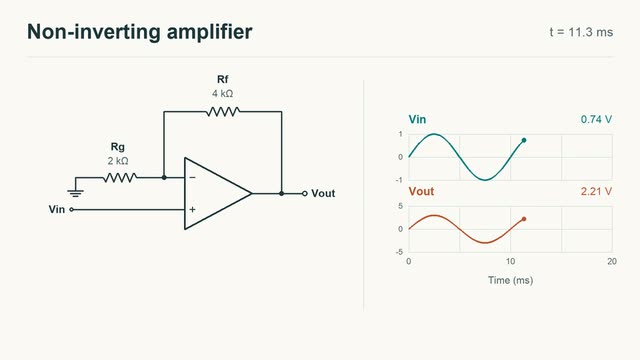 Non-inverting amplifier
t = 11.3 ms
Rf
4 kΩ
Rg
2 kΩ
−
+
Vin
Vout
Vin
0.74 V
1
0
-1
Vout
2.21 V
5
0
-5
0
10
20
Time (ms)